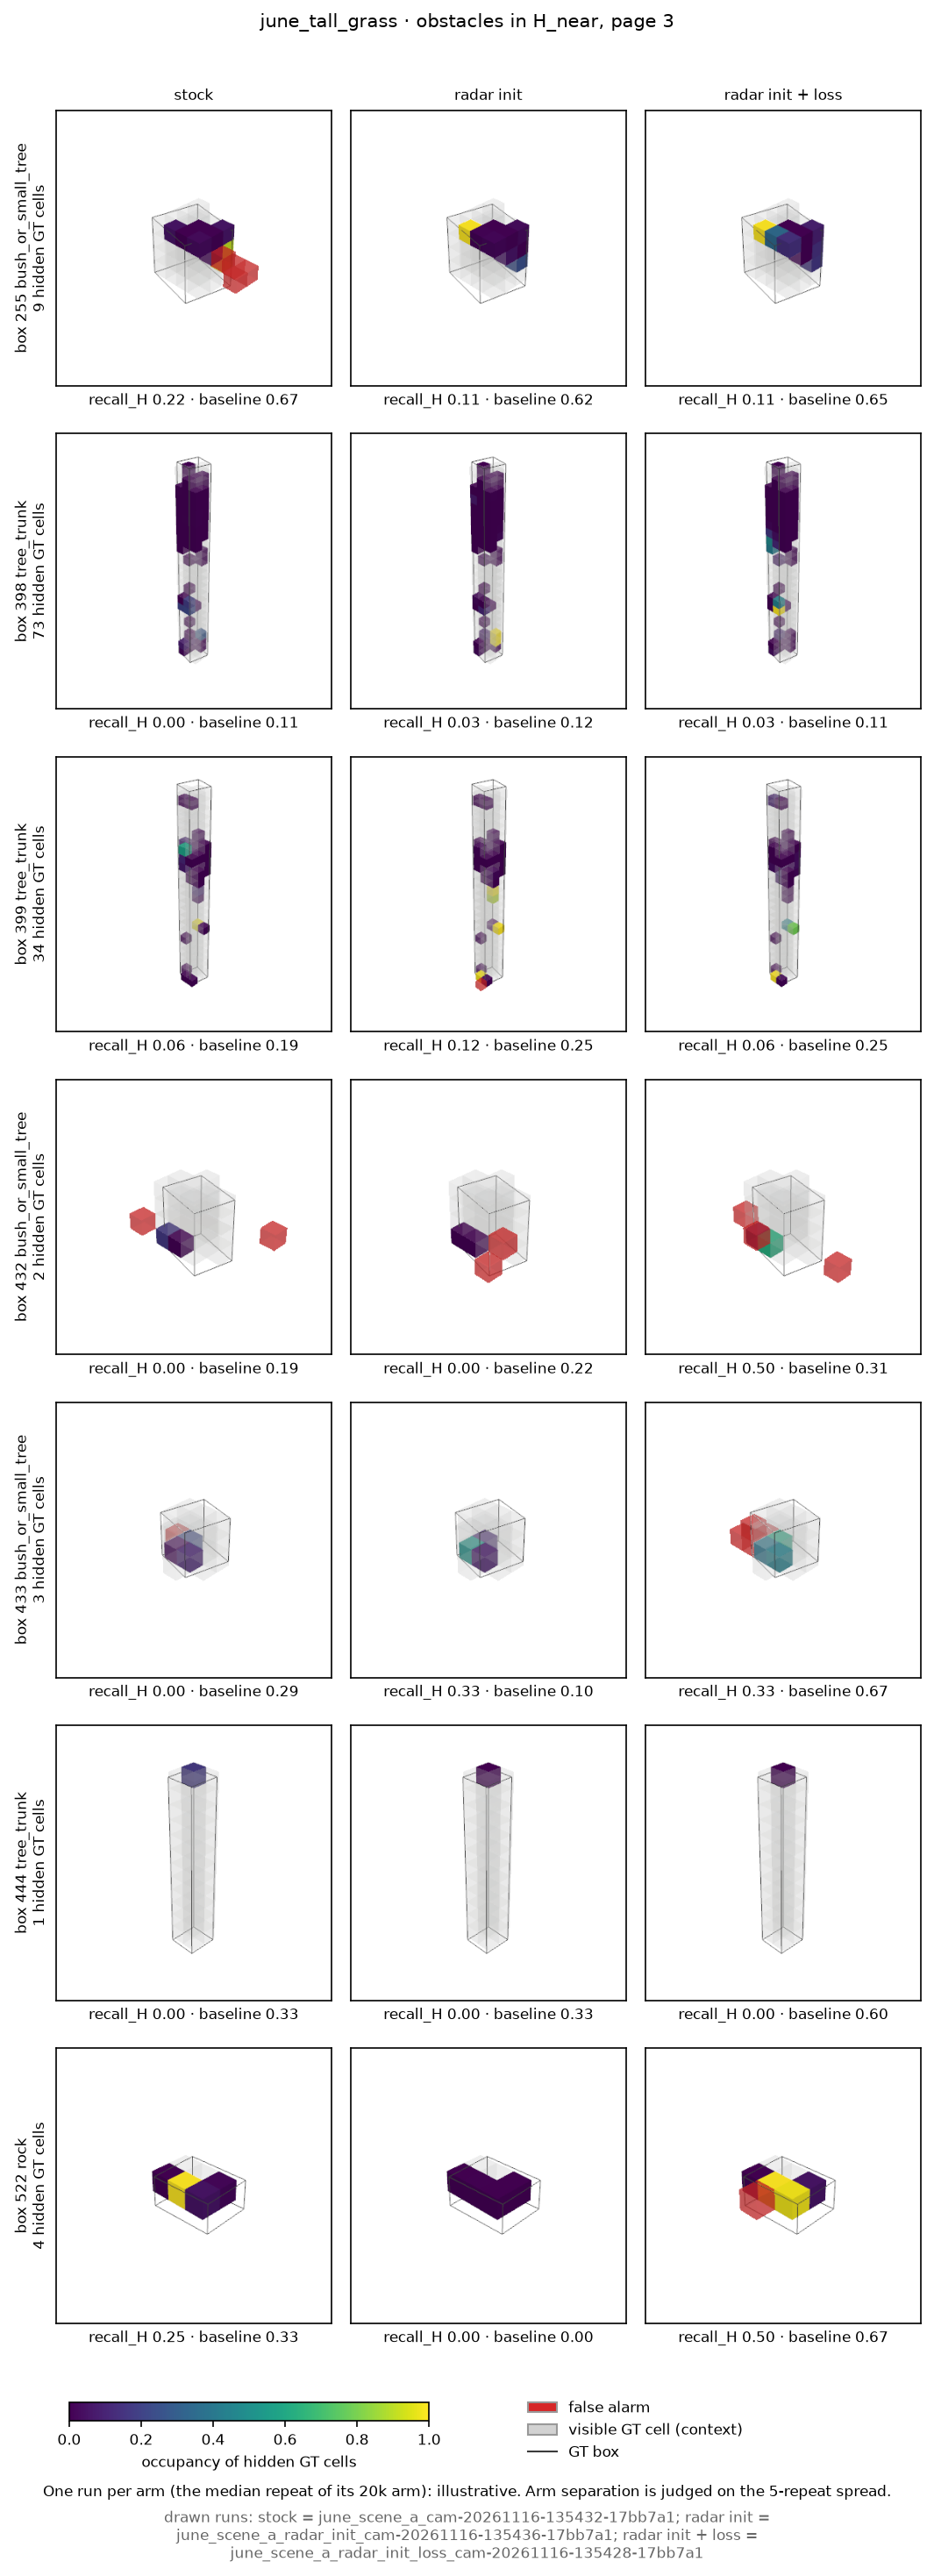 june_tall_grass · obstacles in H_near, page 3
stock
radar init
radar init + loss
box 255 bush_or_small_tree
9 hidden GT cells
recall_H 0.22 · baseline 0.67
recall_H 0.11 · baseline 0.62
recall_H 0.11 · baseline 0.65
box 398 tree_trunk
73 hidden GT cells
recall_H 0.00 · baseline 0.11
recall_H 0.03 · baseline 0.12
recall_H 0.03 · baseline 0.11
box 399 tree_trunk
34 hidden GT cells
recall_H 0.06 · baseline 0.19
recall_H 0.12 · baseline 0.25
recall_H 0.06 · baseline 0.25
box 432 bush_or_small_tree
2 hidden GT cells
recall_H 0.00 · baseline 0.19
recall_H 0.00 · baseline 0.22
recall_H 0.50 · baseline 0.31
box 433 bush_or_small_tree
3 hidden GT cells
recall_H 0.00 · baseline 0.29
recall_H 0.33 · baseline 0.10
recall_H 0.33 · baseline 0.67
box 444 tree_trunk
1 hidden GT cells
recall_H 0.00 · baseline 0.33
recall_H 0.00 · baseline 0.33
recall_H 0.00 · baseline 0.60
box 522 rock
4 hidden GT cells
recall_H 0.25 · baseline 0.33
recall_H 0.00 · baseline 0.00
recall_H 0.50 · baseline 0.67
0.0 0.2 0.4 0.6 0.8 1.0
occupancy of hidden GT cells
false alarm
visible GT cell (context)
GT box
One run per arm (the median repeat of its 20k arm): illustrative. Arm separation is judged on the 5-repeat spread.
drawn runs: stock = june_scene_a_cam-20261116-135432-17bb7a1; radar init =
june_scene_a_radar_init_cam-20261116-135436-17bb7a1; radar init + loss =
june_scene_a_radar_init_loss_cam-20261116-135428-17bb7a1